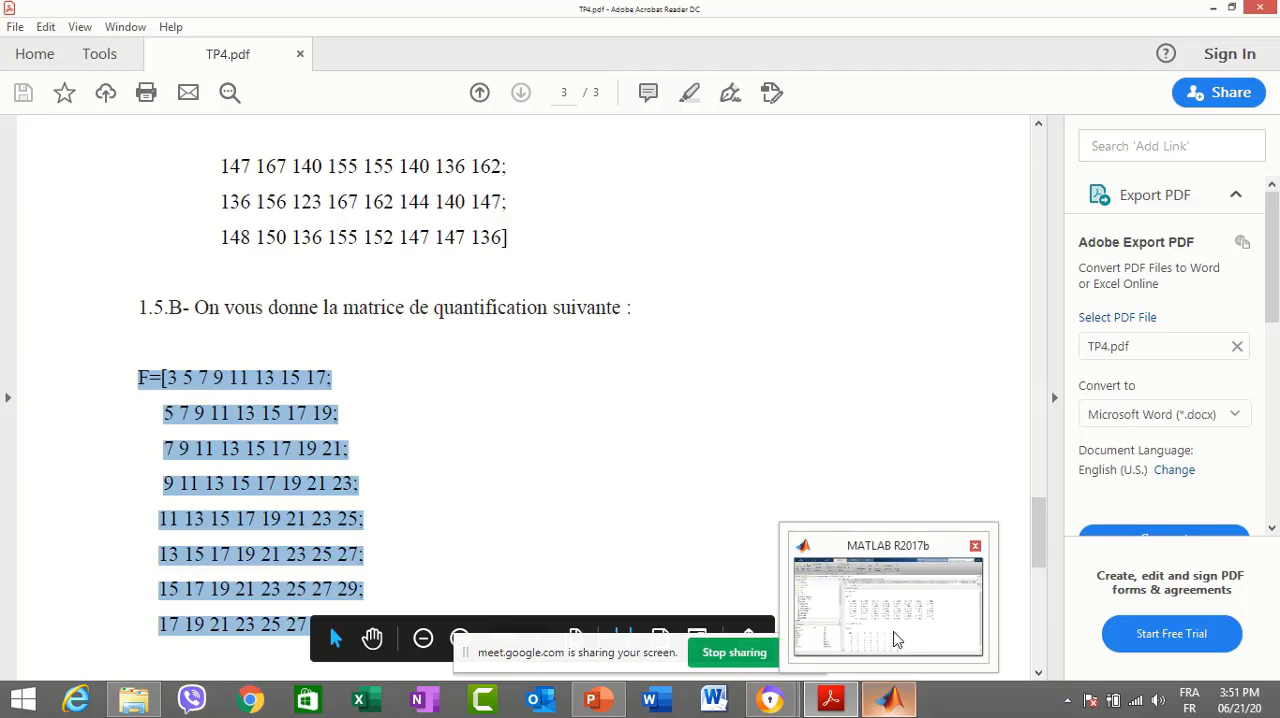 TP4.pdf - Adobe Acrobat Reader DC
File Edit View Window Help
Home Tools TP4.pdf × Sign In
3 / 3 Share
147 167 140 155 155 140 136 162;
136 156 123 167 162 144 140 147;
148 150 136 155 152 147 147 136]
1.5.B- On vous donne la matrice de quantification suivante :
F=[3 5 7 9 11 13 15 17;
5 7 9 11 13 15 17 19;
7 9 11 13 15 17 19 21;
9 11 13 15 17 19 21 23;
11 13 15 17 19 21 23 25;
13 15 17 19 21 23 25 27;
15 17 19 21 23 25 27 29;
17 19 21 23 25 27
Search 'Add Link'
Export PDF
Adobe Export PDF
Convert PDF Files to Word
or Excel Online
Select PDF File
TP4.pdf
Convert to
Microsoft Word (*.docx)
Document Language:
English (U.S.) Change
Create, edit and sign PDF
forms & agreements
Start Free Trial
MATLAB R2017b
meet.google.com is sharing your screen. Stop sharing
FRA 3:51 PM
FR 06/21/20